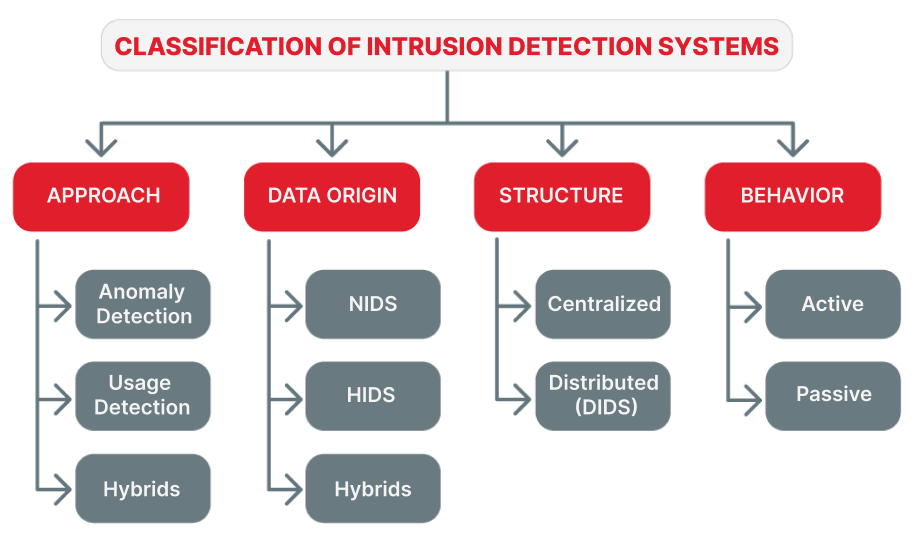 CLASSIFICATION OF INTRUSION DETECTION SYSTEMS
APPROACH
Anomaly
Detection
Usage
Detection
Hybrids
DATA ORIGIN
NIDS
HIDS
Hybrids
STRUCTURE
Centralized
Distributed
(DIDS)
BEHAVIOR
Active
Passive